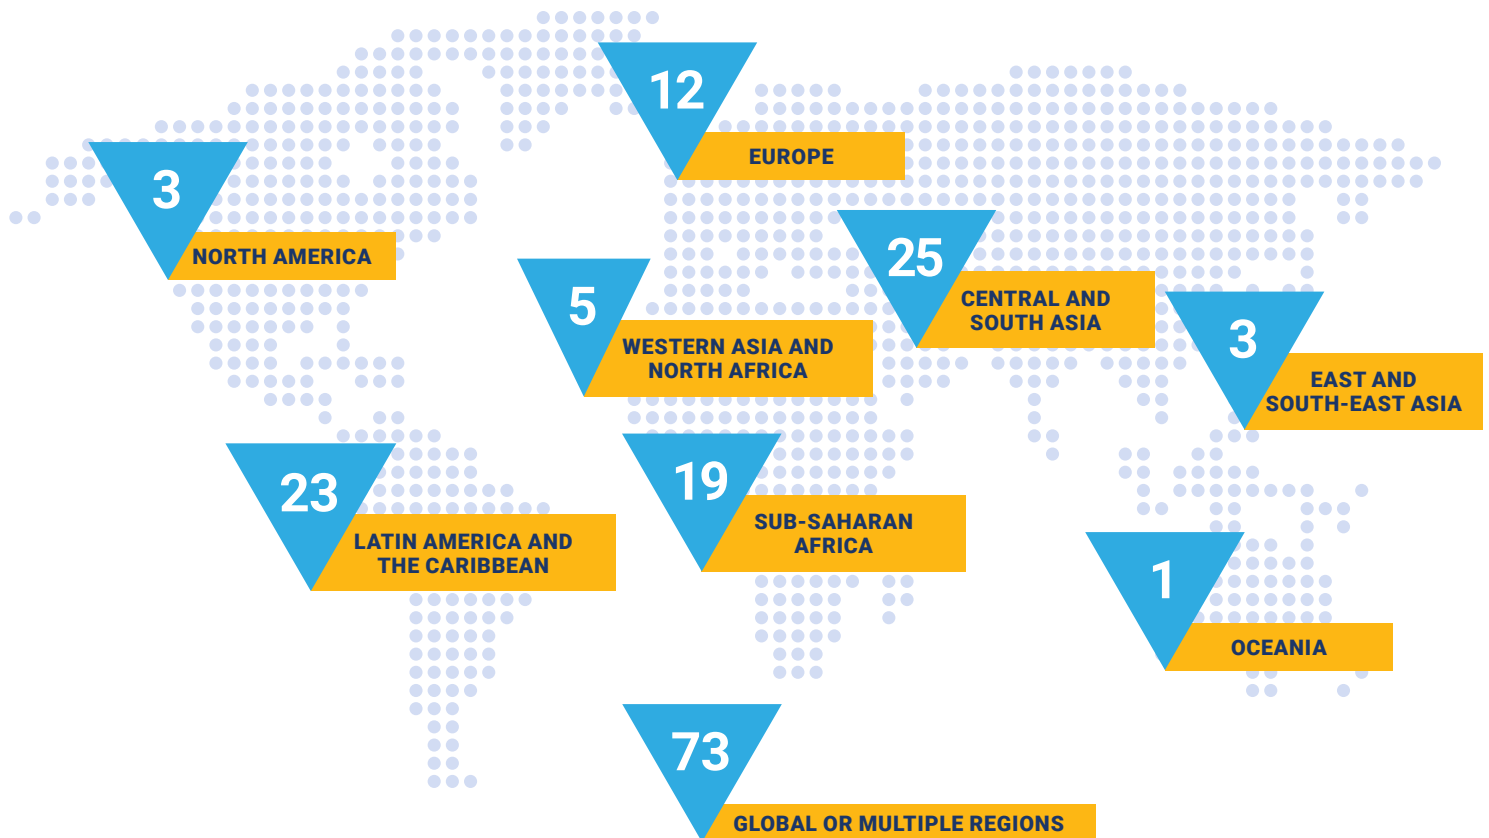 12
EUROPE
3
NORTH AMERICA
25
CENTRAL AND
SOUTH ASIA
5
WESTERN ASIA AND
NORTH AFRICA
3
EAST AND
SOUTH-EAST ASIA
23
LATIN AMERICA AND
THE CARIBBEAN
19
SUB-SAHARAN
AFRICA
1
OCEANIA
73
GLOBAL OR MULTIPLE REGIONS